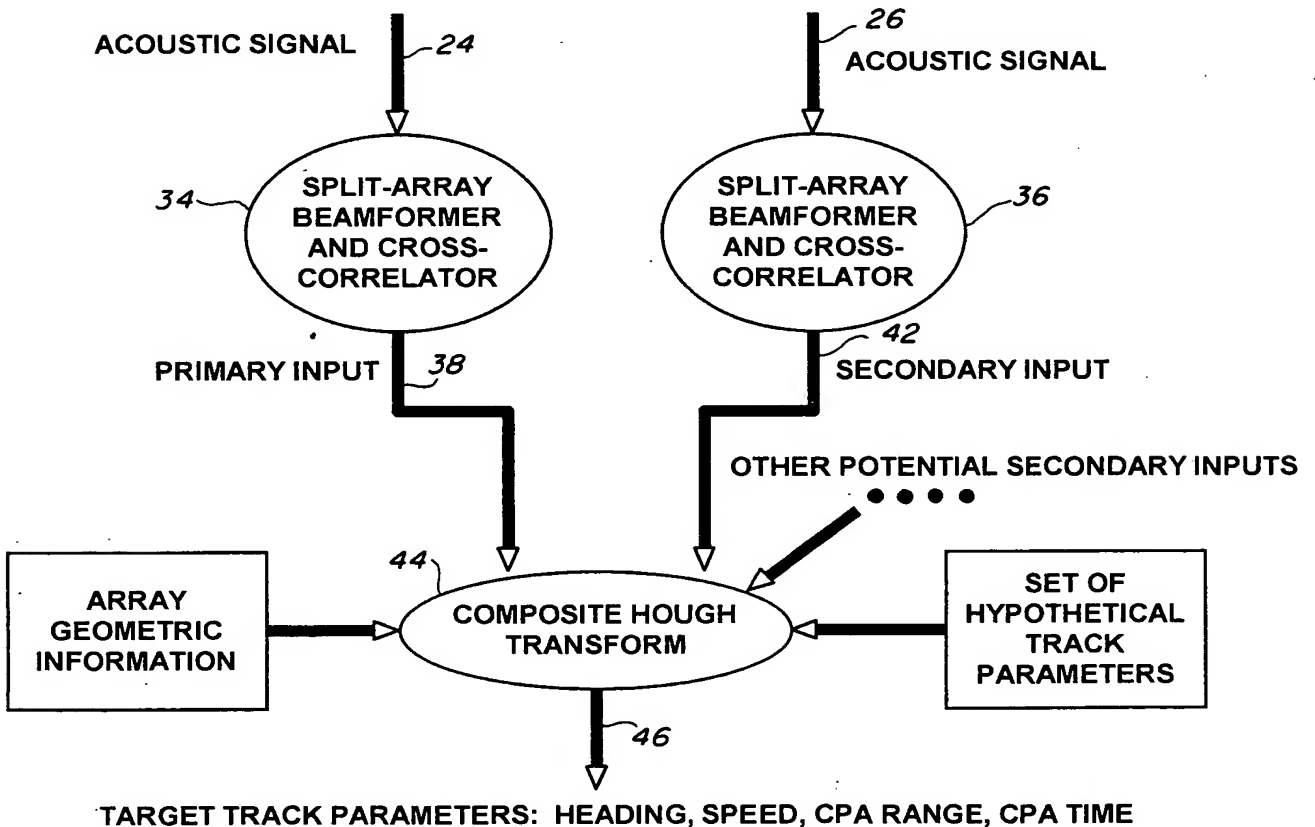 ACOUSTIC SIGNAL
24
26
ACOUSTIC SIGNAL
34
SPLIT-ARRAY
BEAMFORMER
AND CROSS-
CORRELATOR
SPLIT-ARRAY
BEAMFORMER
AND CROSS-
CORRELATOR
36
PRIMARY INPUT
38
42
SECONDARY INPUT
OTHER POTENTIAL SECONDARY INPUTS
ARRAY
GEOMETRIC
INFORMATION
44
COMPOSITE HOUGH
TRANSFORM
SET OF
HYPOTHETICAL
TRACK
PARAMETERS
46
TARGET TRACK PARAMETERS: HEADING, SPEED, CPA RANGE, CPA TIME